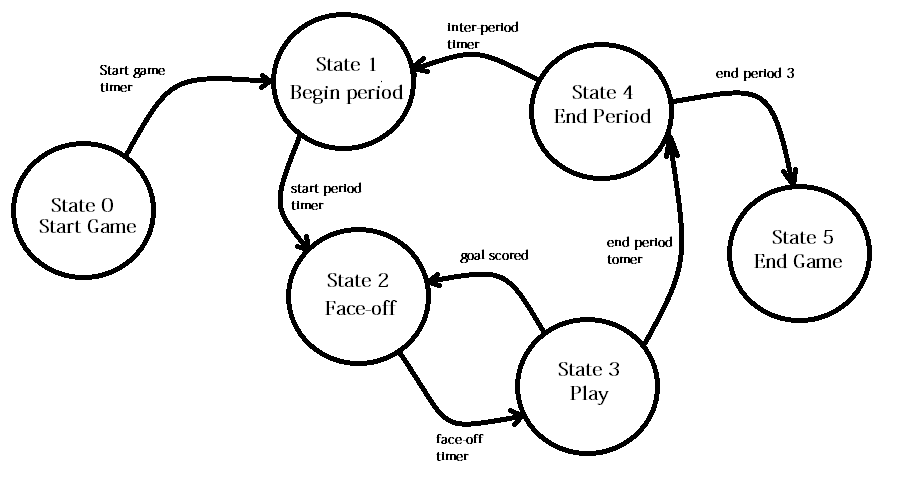 inter-period
timer
Start game
timer
State 1
Begin period
State 4
End Period
end period 3
State 0
Start Game
start period
timer
State 2
Face-off
goal scored
end period
tomer
State 5
End Game
State 3
Play
face-off
timer